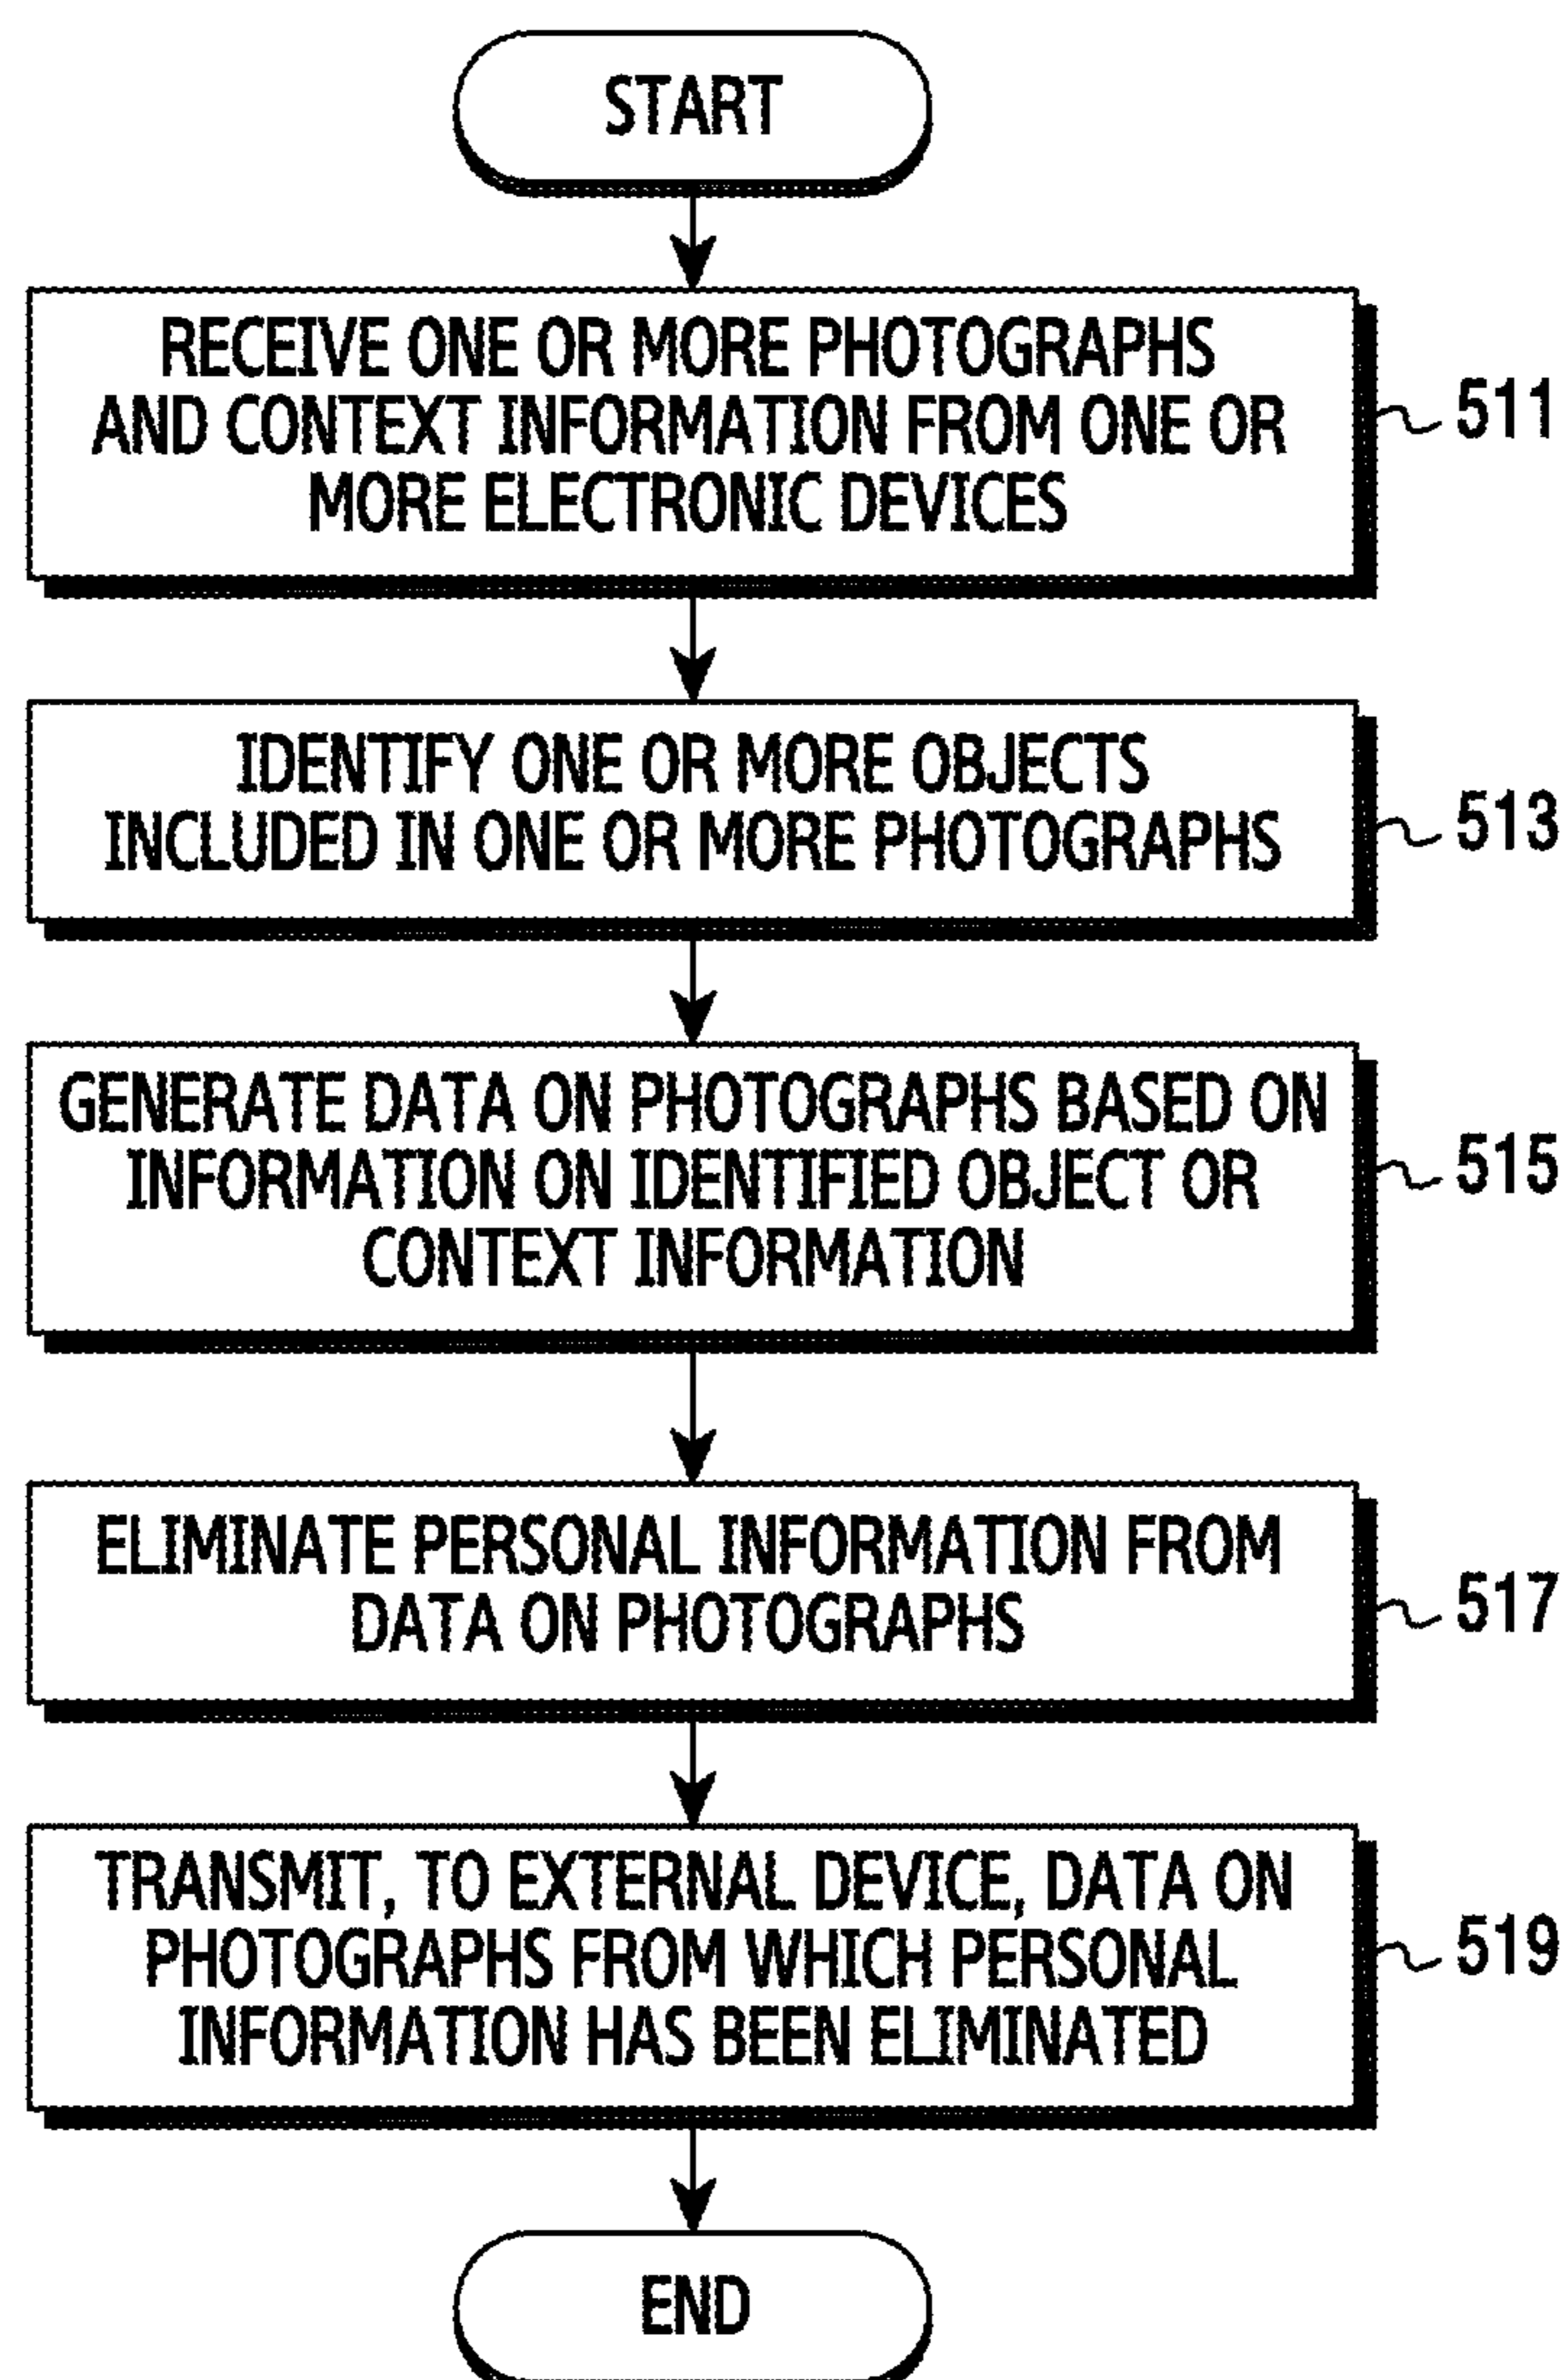 START
RECEIVE ONE OR MORE PHOTOGRAPHS
AND CONTEXT INFORMATION FROM ONE OR
MORE ELECTRONIC DEVICES
511
IDENTIFY ONE OR MORE OBJECTS
INCLUDED IN ONE OR MORE PHOTOGRAPHS
513
GENERATE DATA ON PHOTOGRAPHS BASED ON
INFORMATION ON IDENTIFIED OBJECT OR
CONTEXT INFORMATION
515
ELIMINATE PERSONAL INFORMATION FROM
DATA ON PHOTOGRAPHS
517
TRANSMIT, TO EXTERNAL DEVICE, DATA ON
PHOTOGRAPHS FROM WHICH PERSONAL
INFORMATION HAS BEEN ELIMINATED
519
END